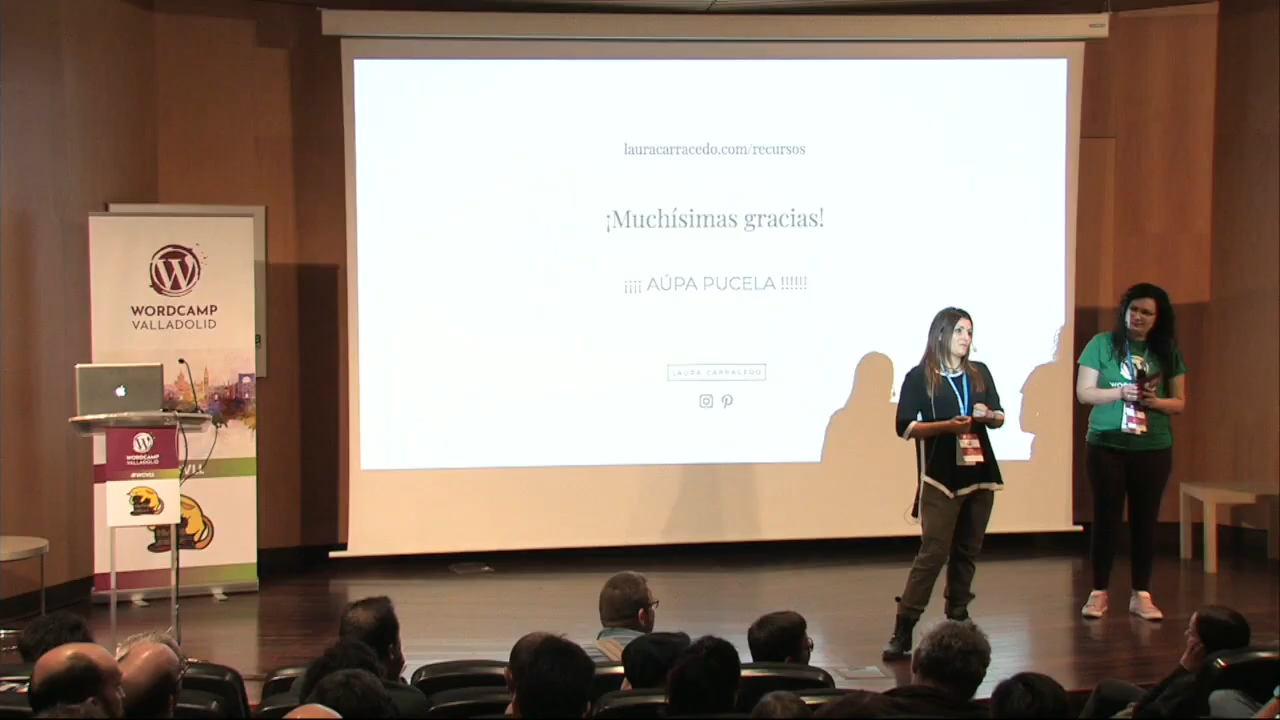 lauracarracedo.com/recursos
¡Muchísimas gracias!
¡¡¡¡ AÚPA PUCELA !!!!!!
LAURA CARRACEDO
WORDCAMP
VALLADOLID
WORDCAMP
VALLADOLID